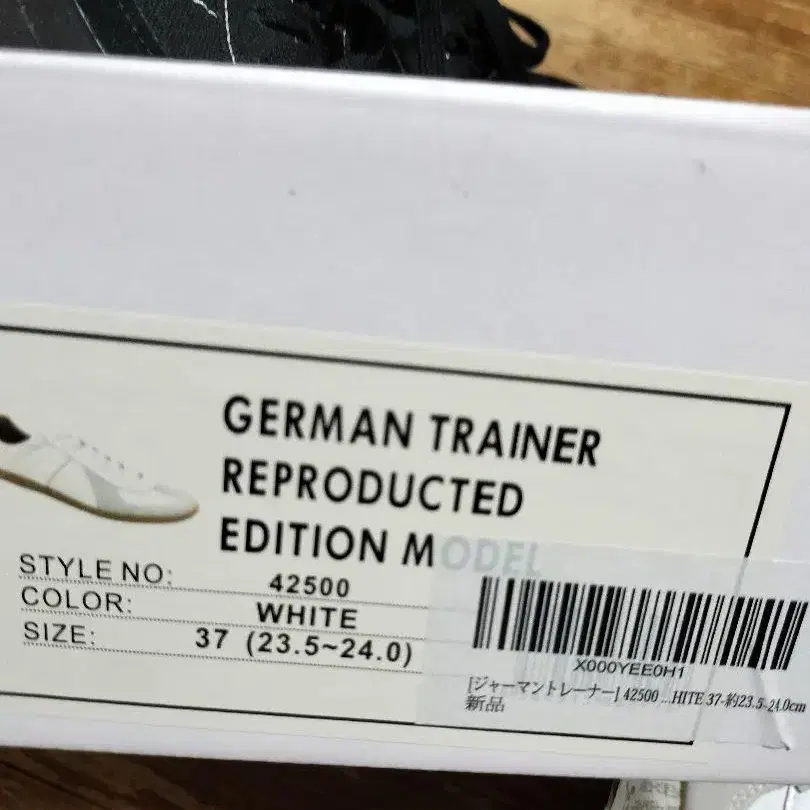 GERMAN TRAINER
REPRODUCTED
EDITION MODEL
STYLE NO: 42500
COLOR: WHITE
SIZE: 37 (23.5~24.0)
X000YEE0H1
[ジャーマントレーナー] 42500 ...HITE 37-約23.5-24.0cm
新品